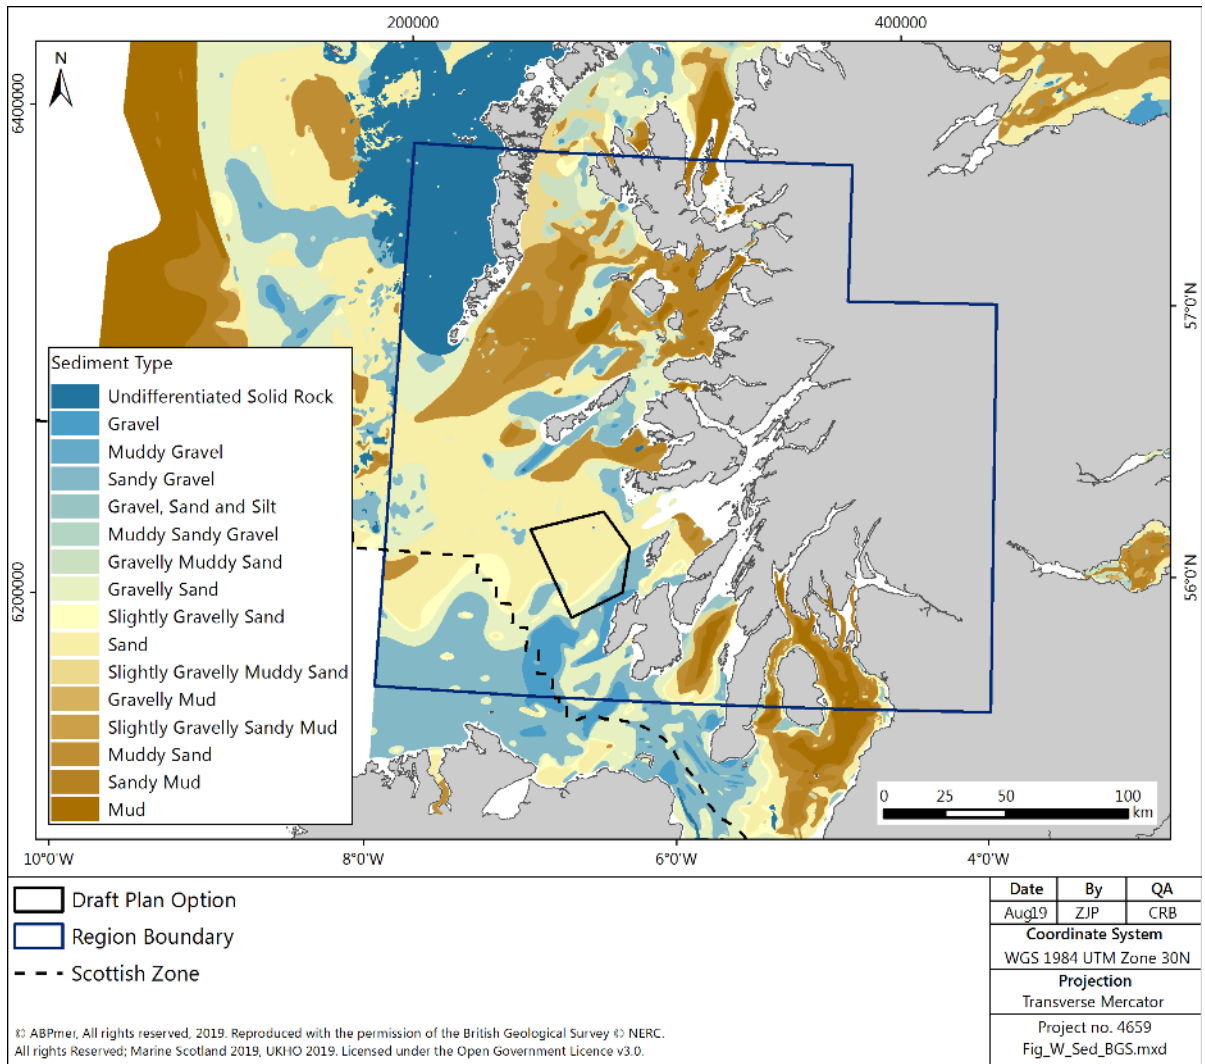 200000
400000
N
6400000
6200000
57°0'N
56°0'N
Sediment Type
Undifferentiated Solid Rock
Gravel
Muddy Gravel
Sandy Gravel
Gravel, Sand and Silt
Muddy Sandy Gravel
Gravelly Muddy Sand
Gravelly Sand
Slightly Gravelly Sand
Sand
Slightly Gravelly Muddy Sand
Gravelly Mud
Slightly Gravelly Sandy Mud
Muddy Sand
Sandy Mud
Mud
0 25 50 100
km
10°0'W 8°0'W 6°0'W 4°0'W
Draft Plan Option
Region Boundary
Scottish Zone
Date By QA
Aug19 ZJP CRB
Coordinate System
WGS 1984 UTM Zone 30N
Projection
Transverse Mercator
Project no. 4659
Fig_W_Sed_BGS.mxd
© ABPmer, All rights reserved, 2019. Reproduced with the permission of the British Geological Survey © NERC.
All rights Reserved; Marine Scotland 2019, UKHO 2019. Licensed under the Open Government Licence v3.0.